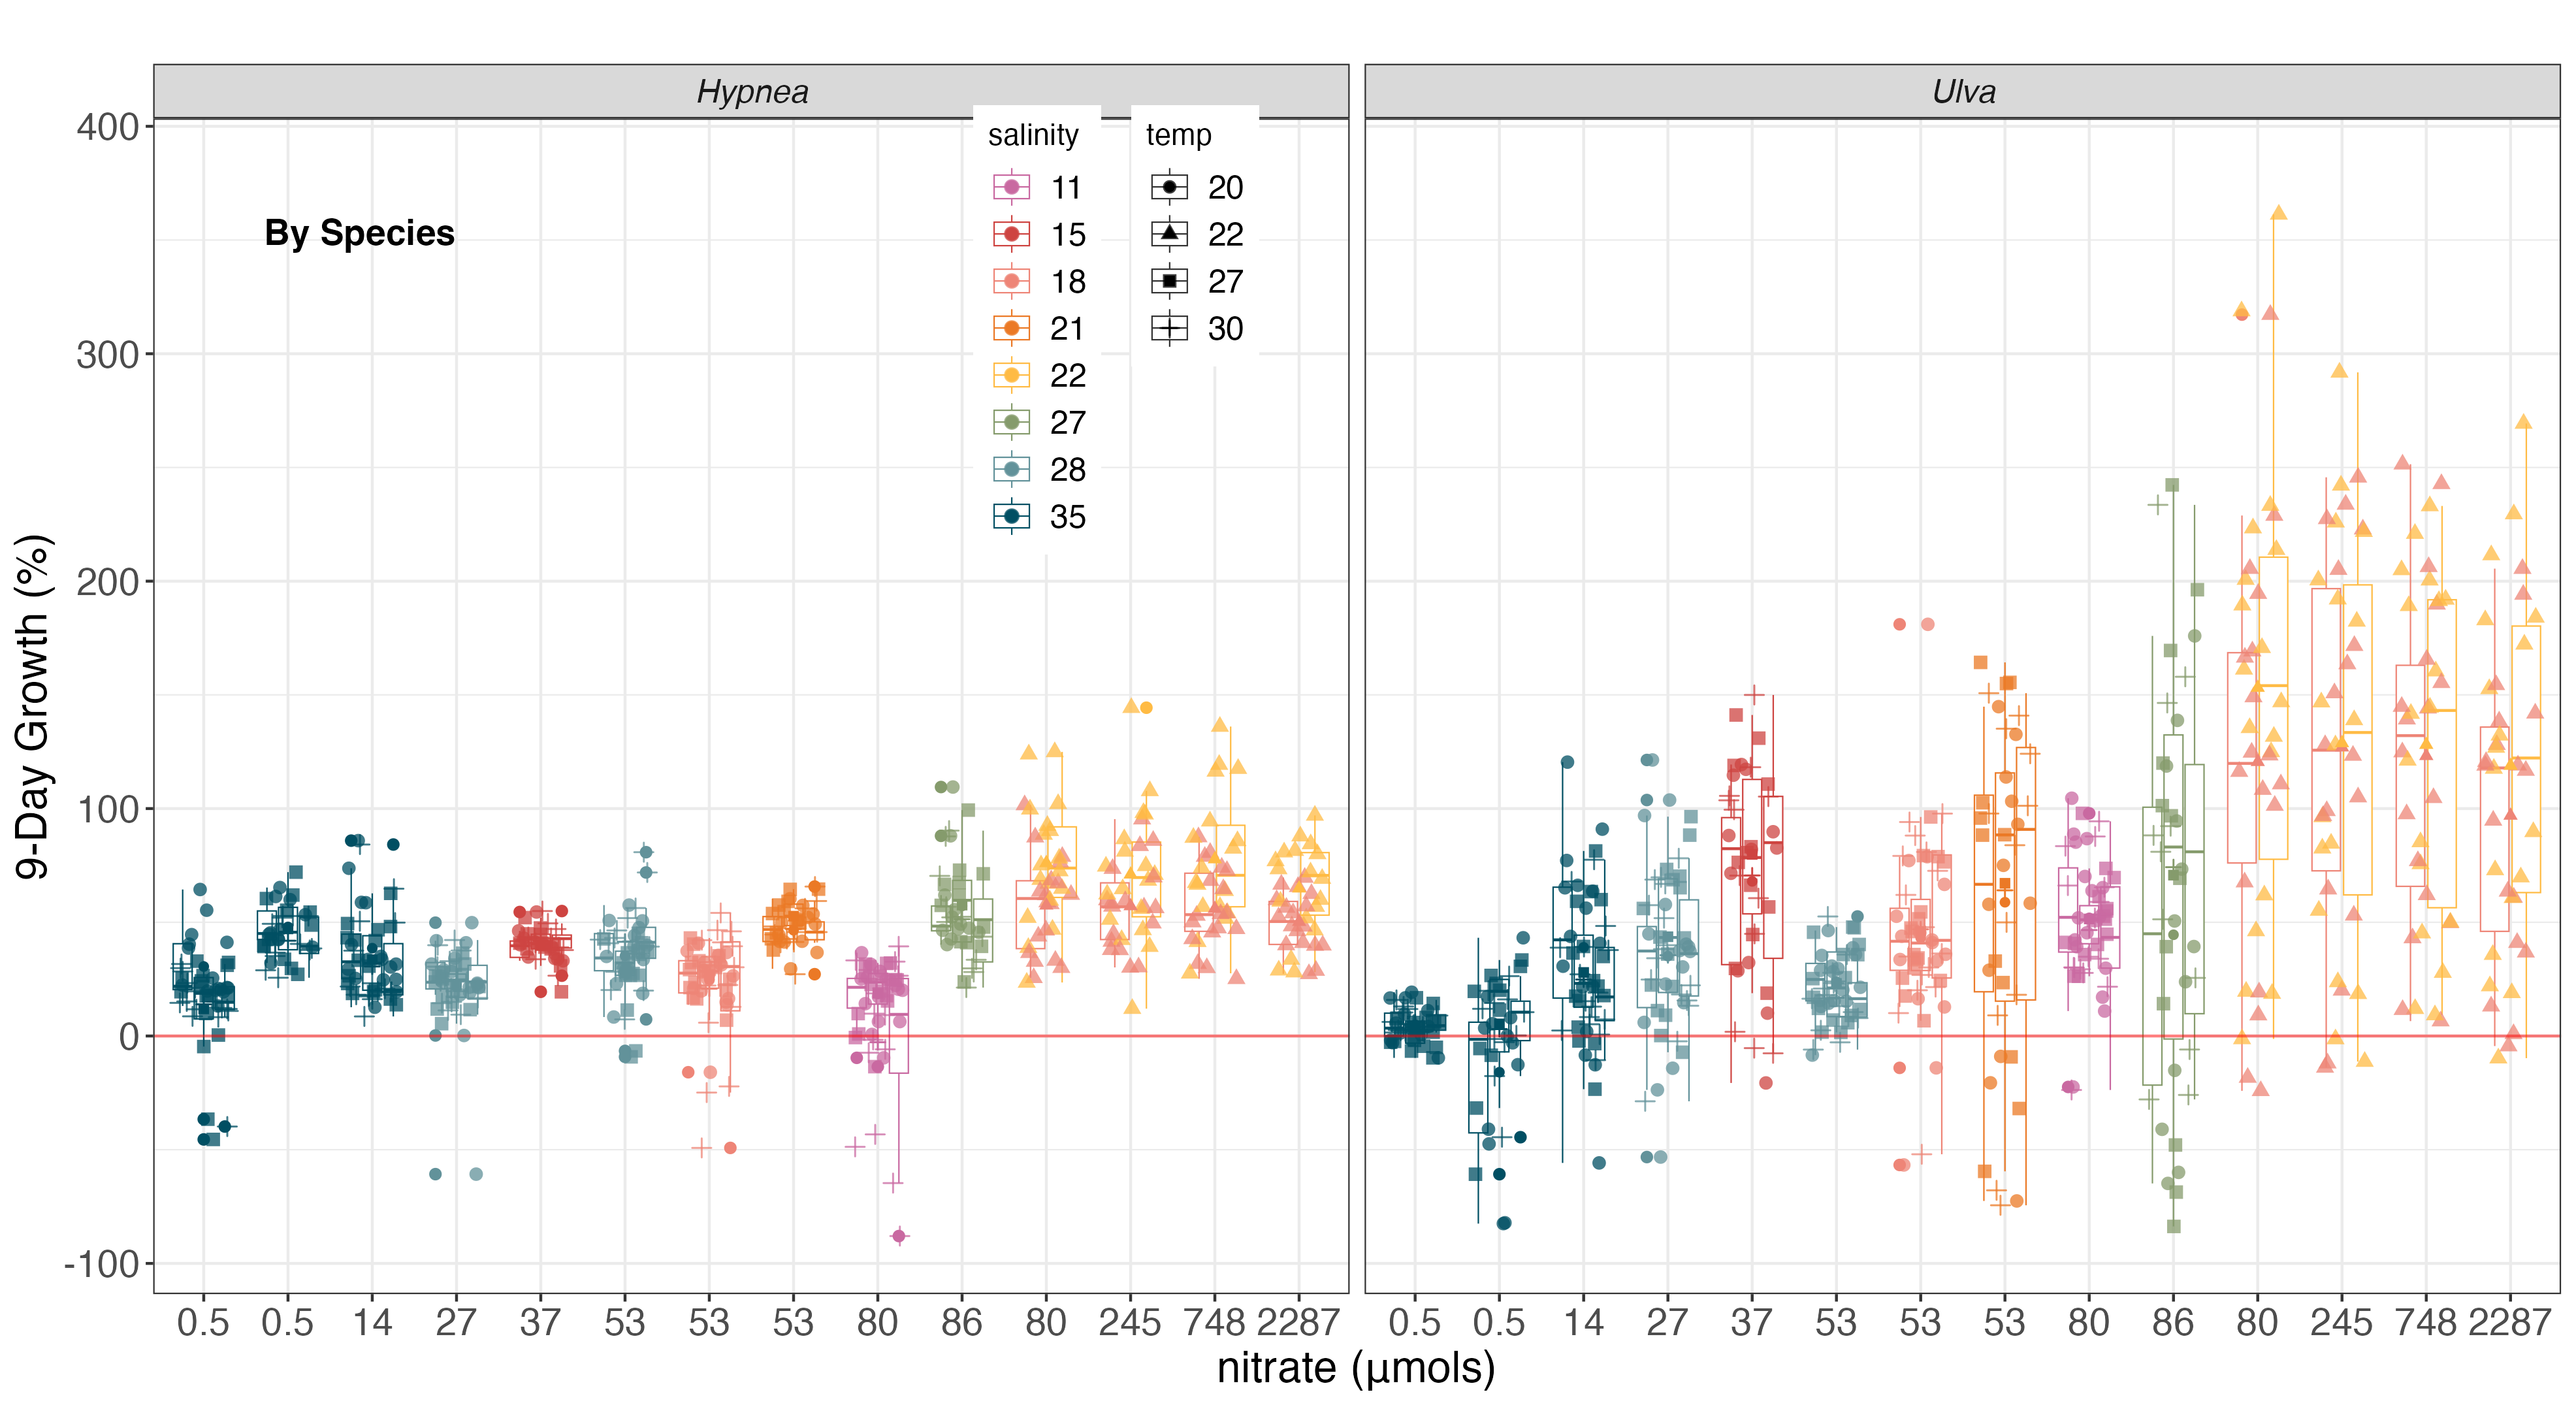 Hypnea
Ulva
By Species
salinity
11
15
18
21
22
27
28
35
temp
20
22
27
30
9-Day Growth (%)
400
300
200
100
0
-100
0.5 0.5 14 27 37 53 53 53 80 86 80 245 748 2287
0.5 0.5 14 27 37 53 53 53 80 86 80 245 748 2287
nitrate (µmols)